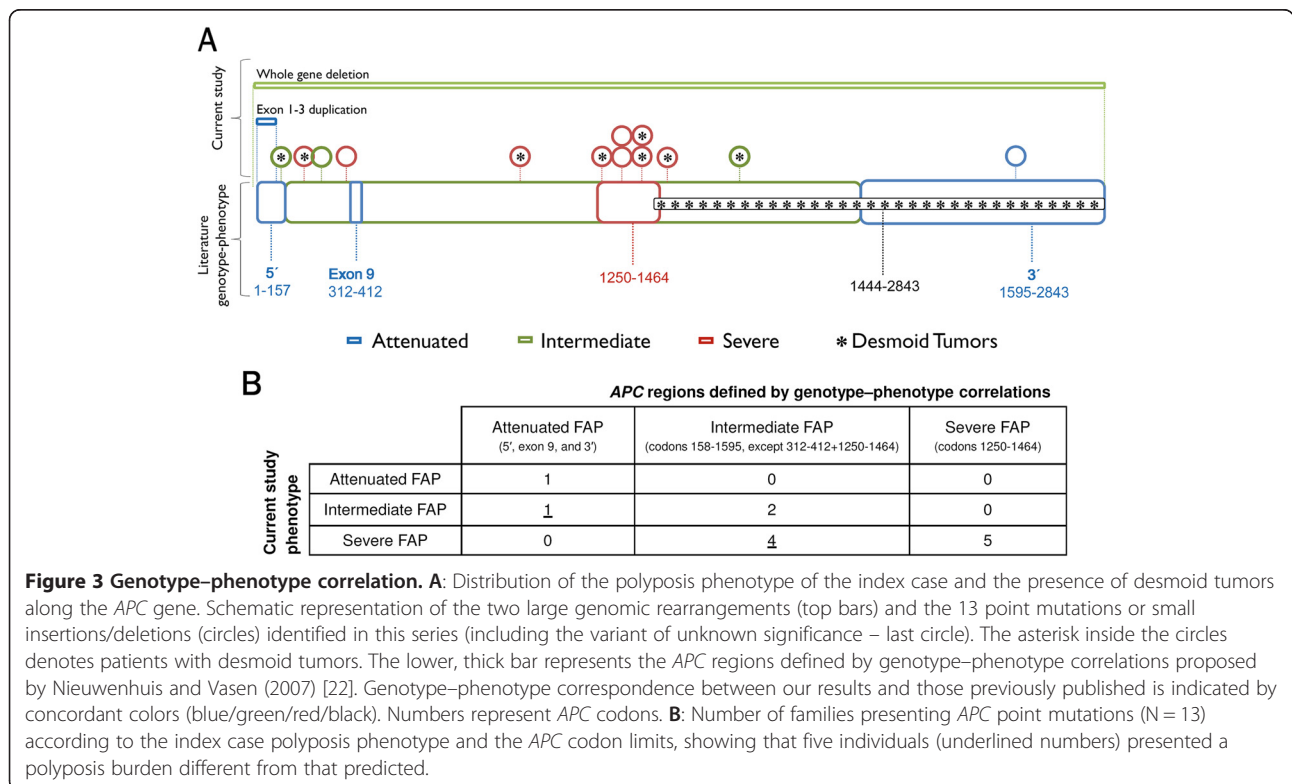 A
Current study
Whole gene deletion
Exon 1-3 duplication
* * * * * * * *
Literature
genotype-phenotype
* * * * * * * * * * * * * * * * * * * * * * * * * * * * * * *
5′ Exon 9 1250-1464 1444-2843 3′
1-157 312-412 1595-2843
Attenuated Intermediate Severe * Desmoid Tumors
B
APC regions defined by genotype–phenotype correlations
Attenuated FAP Intermediate FAP Severe FAP
(5′, exon 9, and 3′) (codons 158-1595, except 312-412+1250-1464) (codons 1250-1464)
Current study
phenotype
Attenuated FAP 1 0 0
Intermediate FAP 1 2 0
Severe FAP 0 4 5
Figure 3 Genotype–phenotype correlation. A: Distribution of the polyposis phenotype of the index case and the presence of desmoid tumors
along the APC gene. Schematic representation of the two large genomic rearrangements (top bars) and the 13 point mutations or small
insertions/deletions (circles) identified in this series (including the variant of unknown significance – last circle). The asterisk inside the circles
denotes patients with desmoid tumors. The lower, thick bar represents the APC regions defined by genotype–phenotype correlations proposed
by Nieuwenhuis and Vasen (2007) [22]. Genotype–phenotype correspondence between our results and those previously published is indicated by
concordant colors (blue/green/red/black). Numbers represent APC codons. B: Number of families presenting APC point mutations (N = 13)
according to the index case polyposis phenotype and the APC codon limits, showing that five individuals (underlined numbers) presented a
polyposis burden different from that predicted.